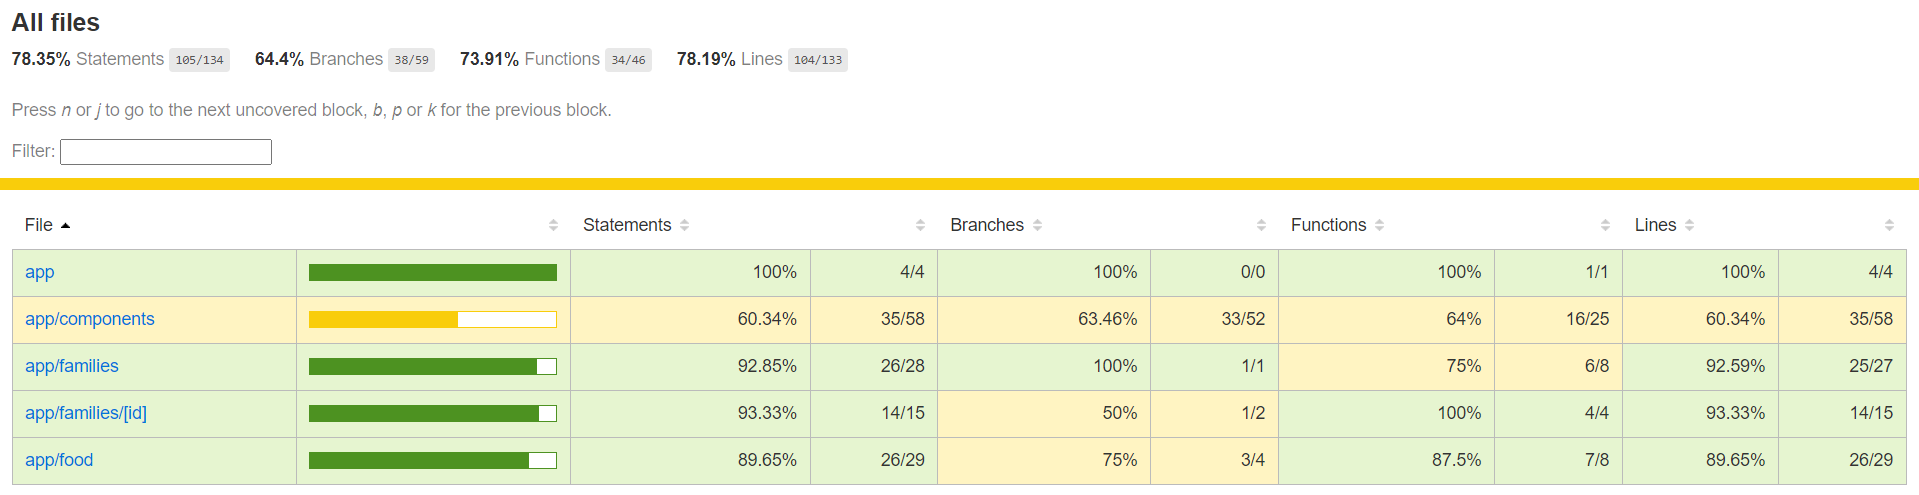 All files
78.35% Statements 105/134 64.4% Branches 38/59 73.91% Functions 34/46 78.19% Lines 104/133
Press n or j to go to the next uncovered block, b, p or k for the previous block.
Filter:
File Statements Branches Functions Lines
app 100% 4/4 100% 0/0 100% 1/1 100% 4/4
app/components 60.34% 35/58 63.46% 33/52 64% 16/25 60.34% 35/58
app/families 92.85% 26/28 100% 1/1 75% 6/8 92.59% 25/27
app/families/[id] 93.33% 14/15 50% 1/2 100% 4/4 93.33% 14/15
app/food 89.65% 26/29 75% 3/4 87.5% 7/8 89.65% 26/29